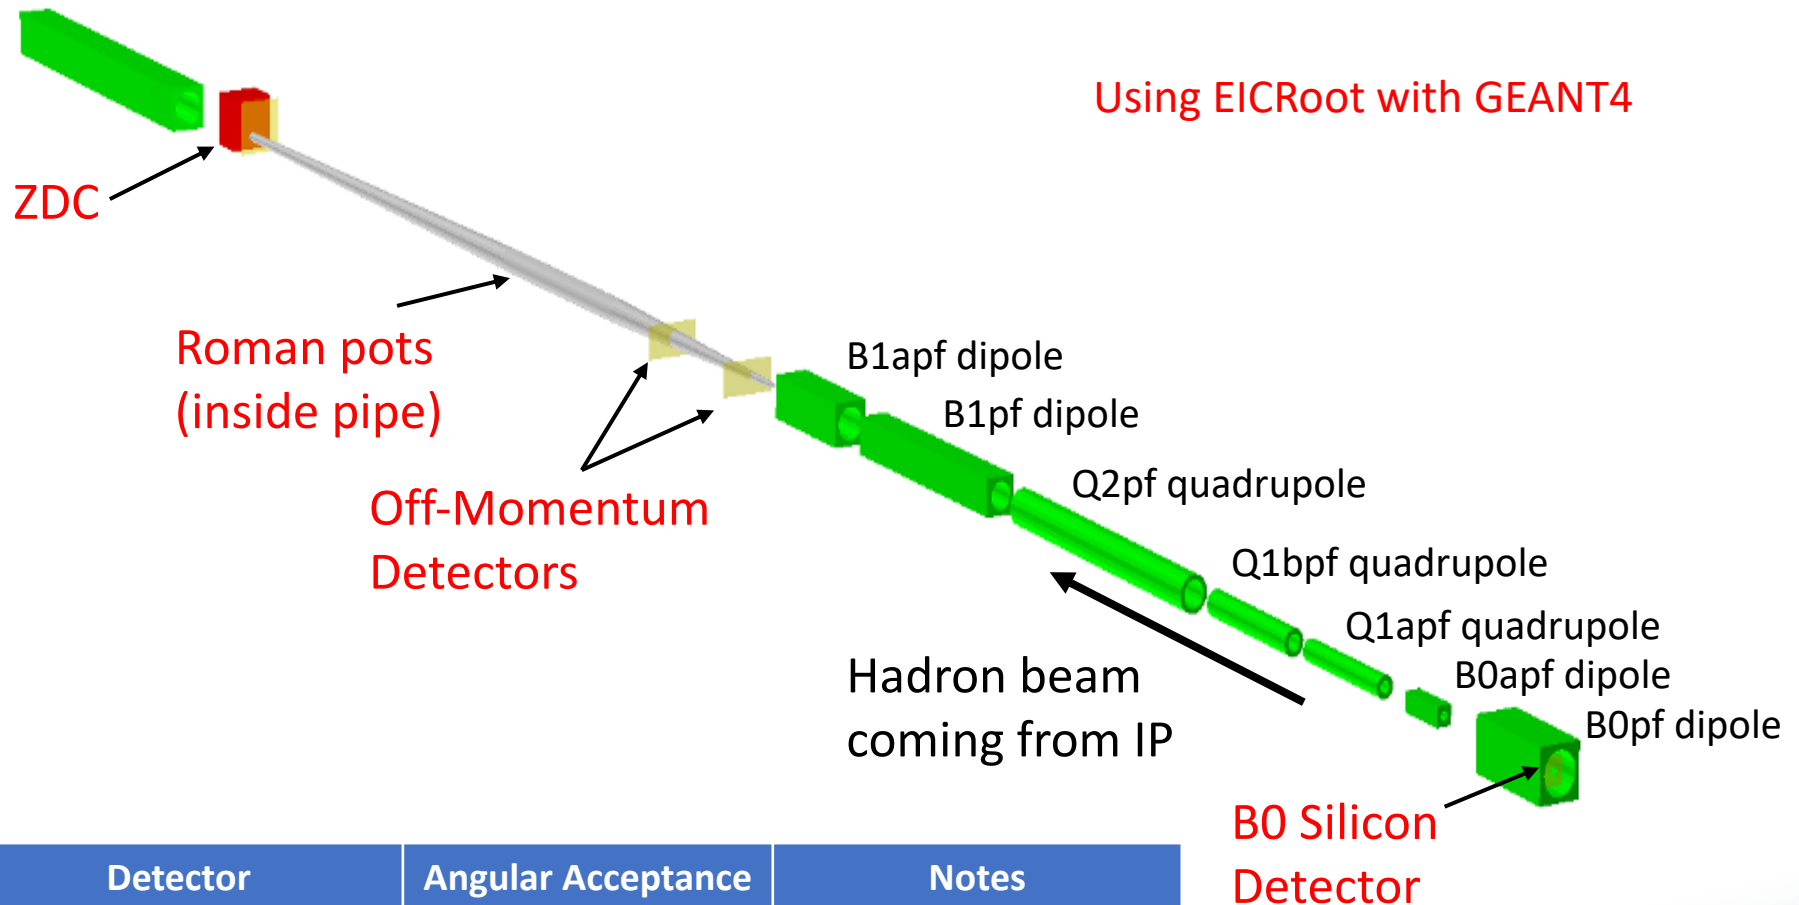 Using EICRoot with GEANT4
ZDC
Roman pots
(inside pipe)
B1apf dipole
B1pf dipole
Off-Momentum
Detectors
Q2pf quadrupole
Q1bpf quadrupole
Q1apf quadrupole
B0apf dipole
B0pf dipole
Hadron beam
coming from IP
B0 Silicon
Detector
Detector Angular Acceptance Notes